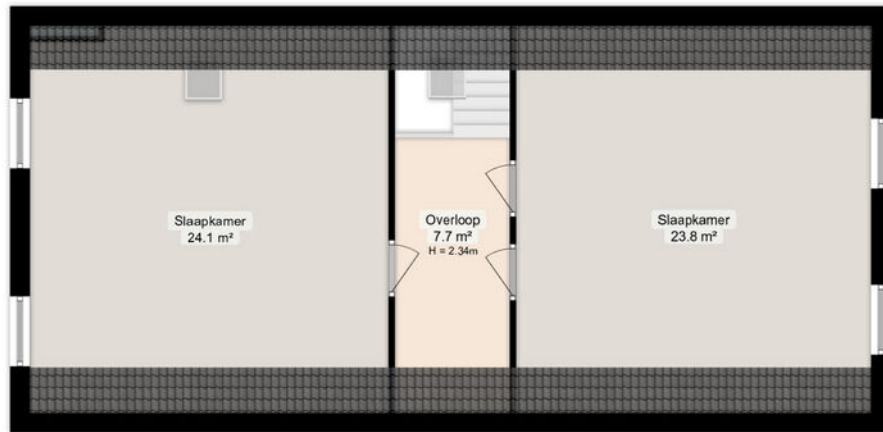 Slaapkamer
24.1 m²
Overloop
7.7 m²
H = 2.34m
Slaapkamer
23.8 m²